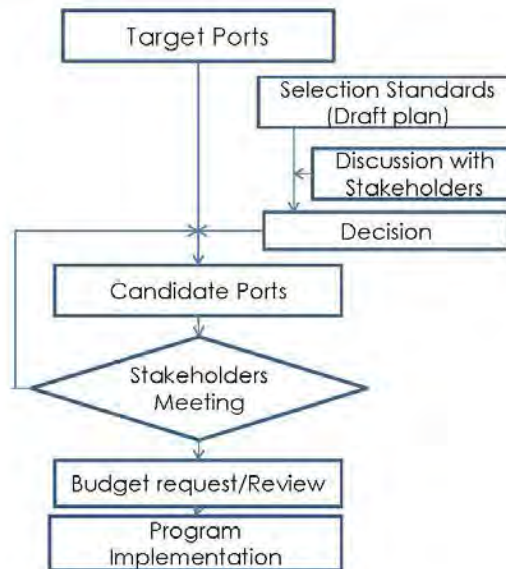 Target Ports
Selection Standards
(Draft plan)
Discussion with
Stakeholders
Decision
Candidate Ports
Stakeholders
Meeting
Budget request/Review
Program
Implementation